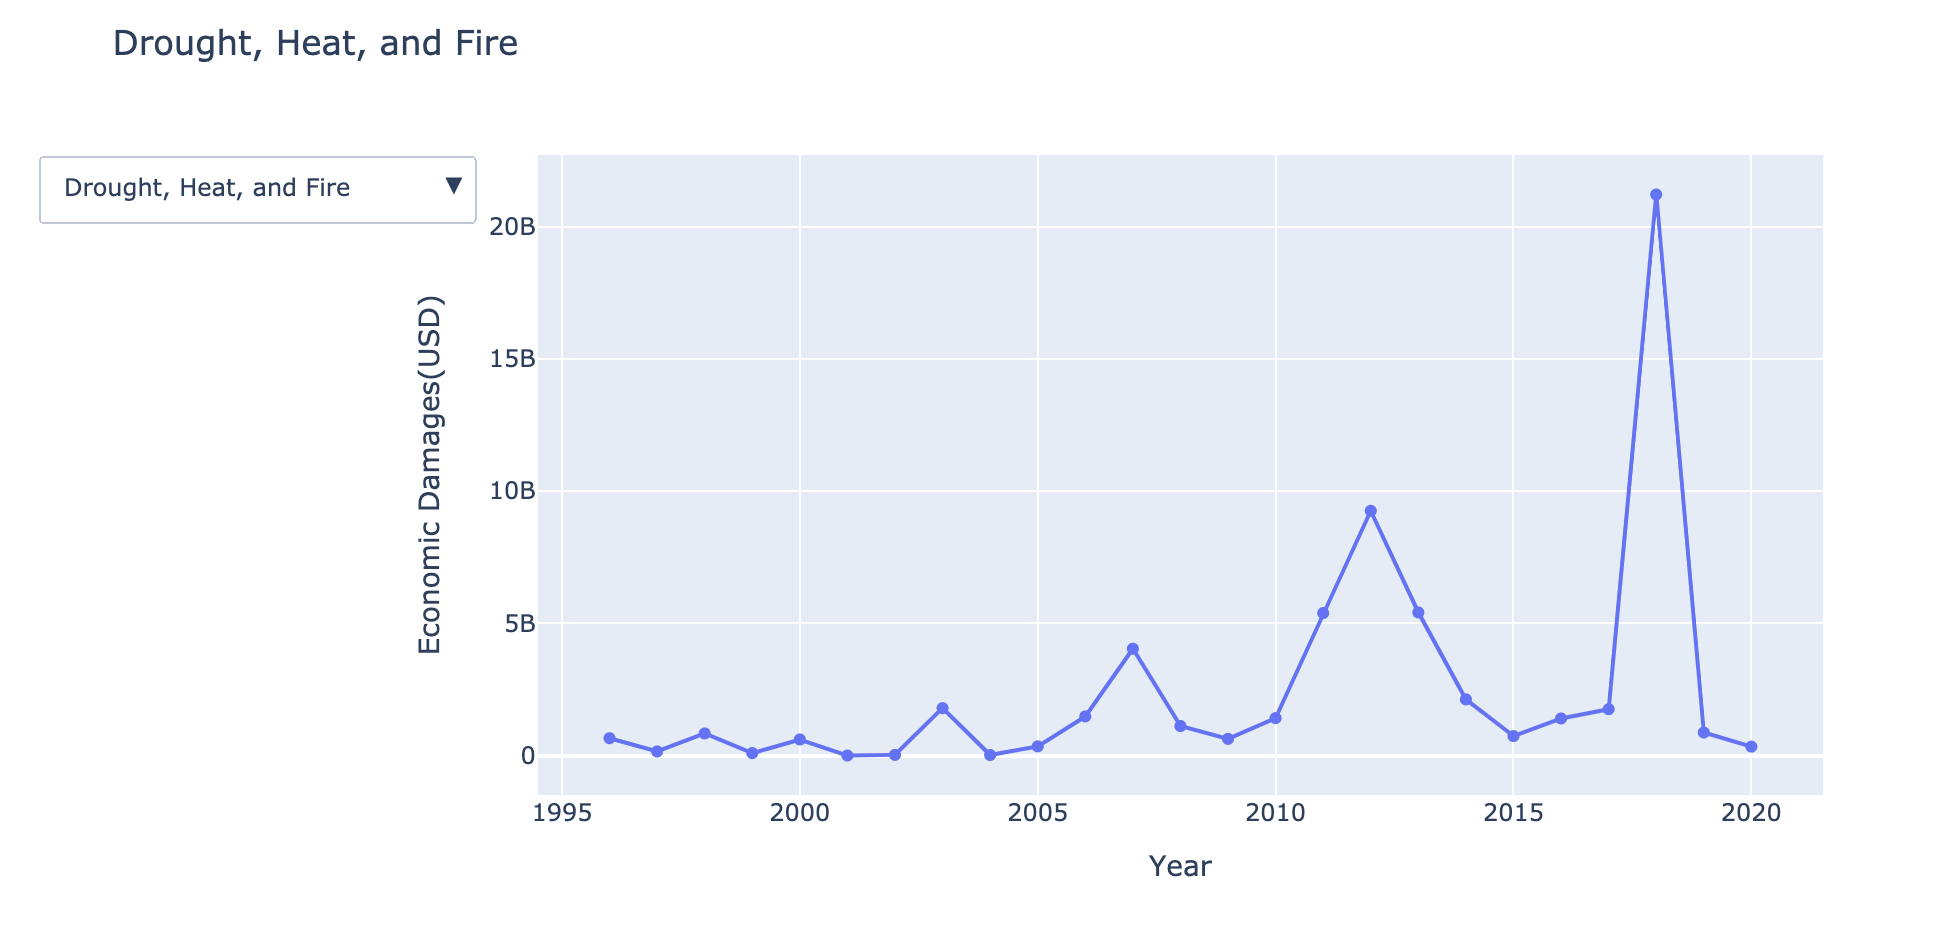 Drought, Heat, and Fire
Drought, Heat, and Fire ▼
Economic Damages(USD)
20B
15B
10B
5B
0
1995 2000 2005 2010 2015 2020
Year